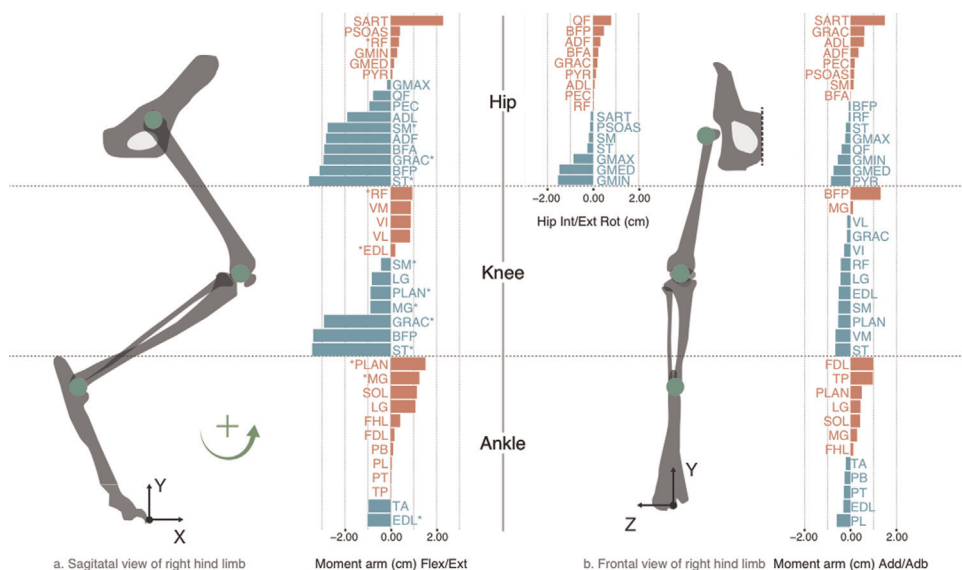 SART
PSOAS
*RF
GMIN
GMED
PYR
GMAX
QF
PEC
ADL
SM*
ADF
BFA
GRAC*
BFP
ST*
*RF
VM
VI
VL
*EDL
SM*
LG
PLAN*
MG*
GRAC*
BFP
ST*
*PLAN
*MG
SOL
LG
FHL
FDL
PB
PL
PT
TP
TA
EDL*
-2.00 0.00 2.00
Moment arm (cm) Flex/Ext
Y
X
a. Sagitatal view of right hind limb
Hip
Knee
Ankle
QF
BFP
ADF
BFA
GRAC
PYR
ADL
PEC
RF
SART
PSOAS
SM
ST
GMAX
GMED
GMIN
-2.00 0.00 2.00
Hip Int/Ext Rot (cm)
Y
Z
b. Frontal view of right hind limb
SART
GRAC
ADL
ADF
PEC
PSOAS
SM
BFA
BFP
RF
ST
GMAX
QF
GMIN
GMED
PYR
BFP
MG
VL
GRAC
VI
RF
LG
EDL
SM
PLAN
VM
ST
FDL
TP
PLAN
LG
SOL
MG
FHL
TA
PB
PT
EDL
PL
-2.00 0.00 2.00
Moment arm (cm) Add/Adb